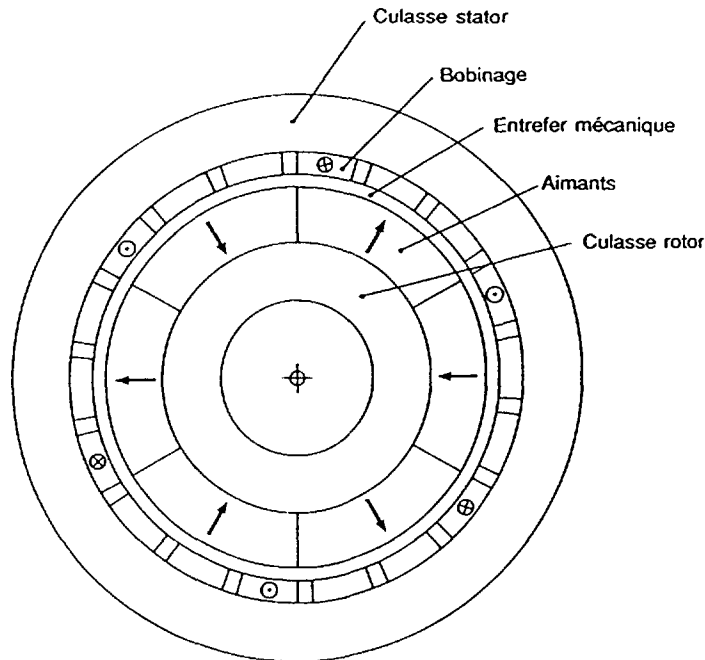 Culasse stator
Bobinage
Entrefer mécanique
Aimants
Culasse rotor